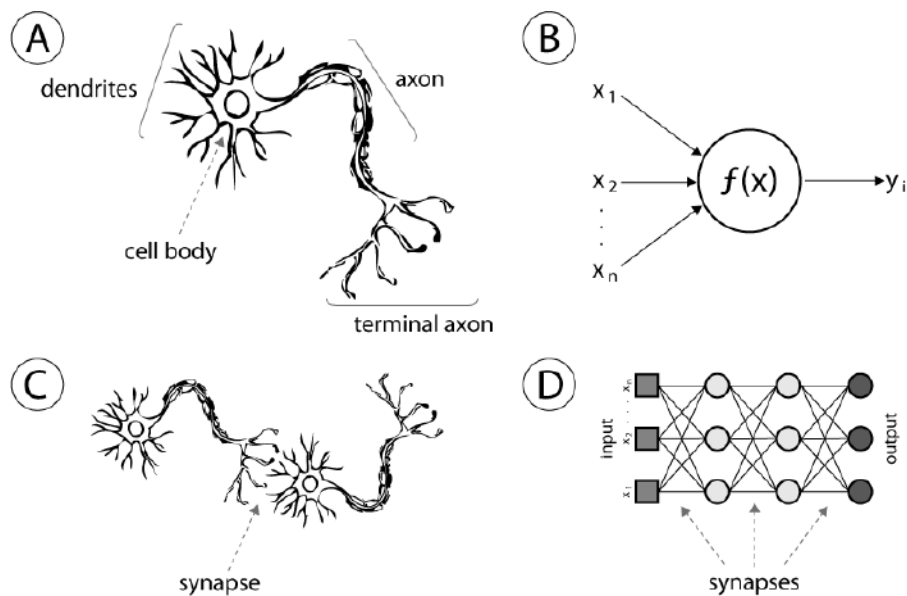 A
dendrites
axon
cell body
terminal axon
B
x1
x2
.
.
.
xn
f(x)
yi
C
synapse
D
input
x1 x2 . . . xn
output
synapses